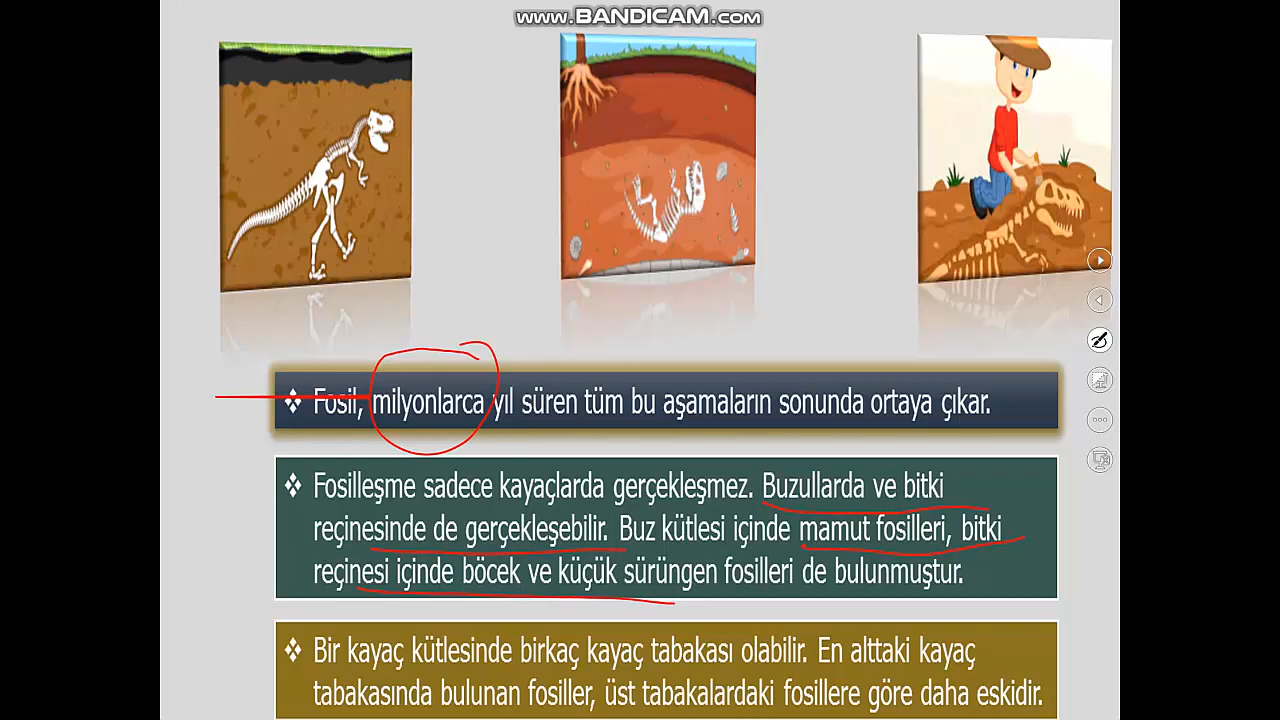 www.BANDICAM.com
❖ Fosil, milyonlarca yıl süren tüm bu aşamaların sonunda ortaya çıkar.
❖ Fosilleşme sadece kayaçlarda gerçekleşmez. Buzullarda ve bitki
reçinesinde de gerçekleşebilir. Buz kütlesi içinde mamut fosilleri, bitki
reçinesi içinde böcek ve küçük sürüngen fosilleri de bulunmuştur.
❖ Bir kayaç kütlesinde birkaç kayaç tabakası olabilir. En alttaki kayaç
tabakasında bulunan fosiller, üst tabakalardaki fosillere göre daha eskidir.